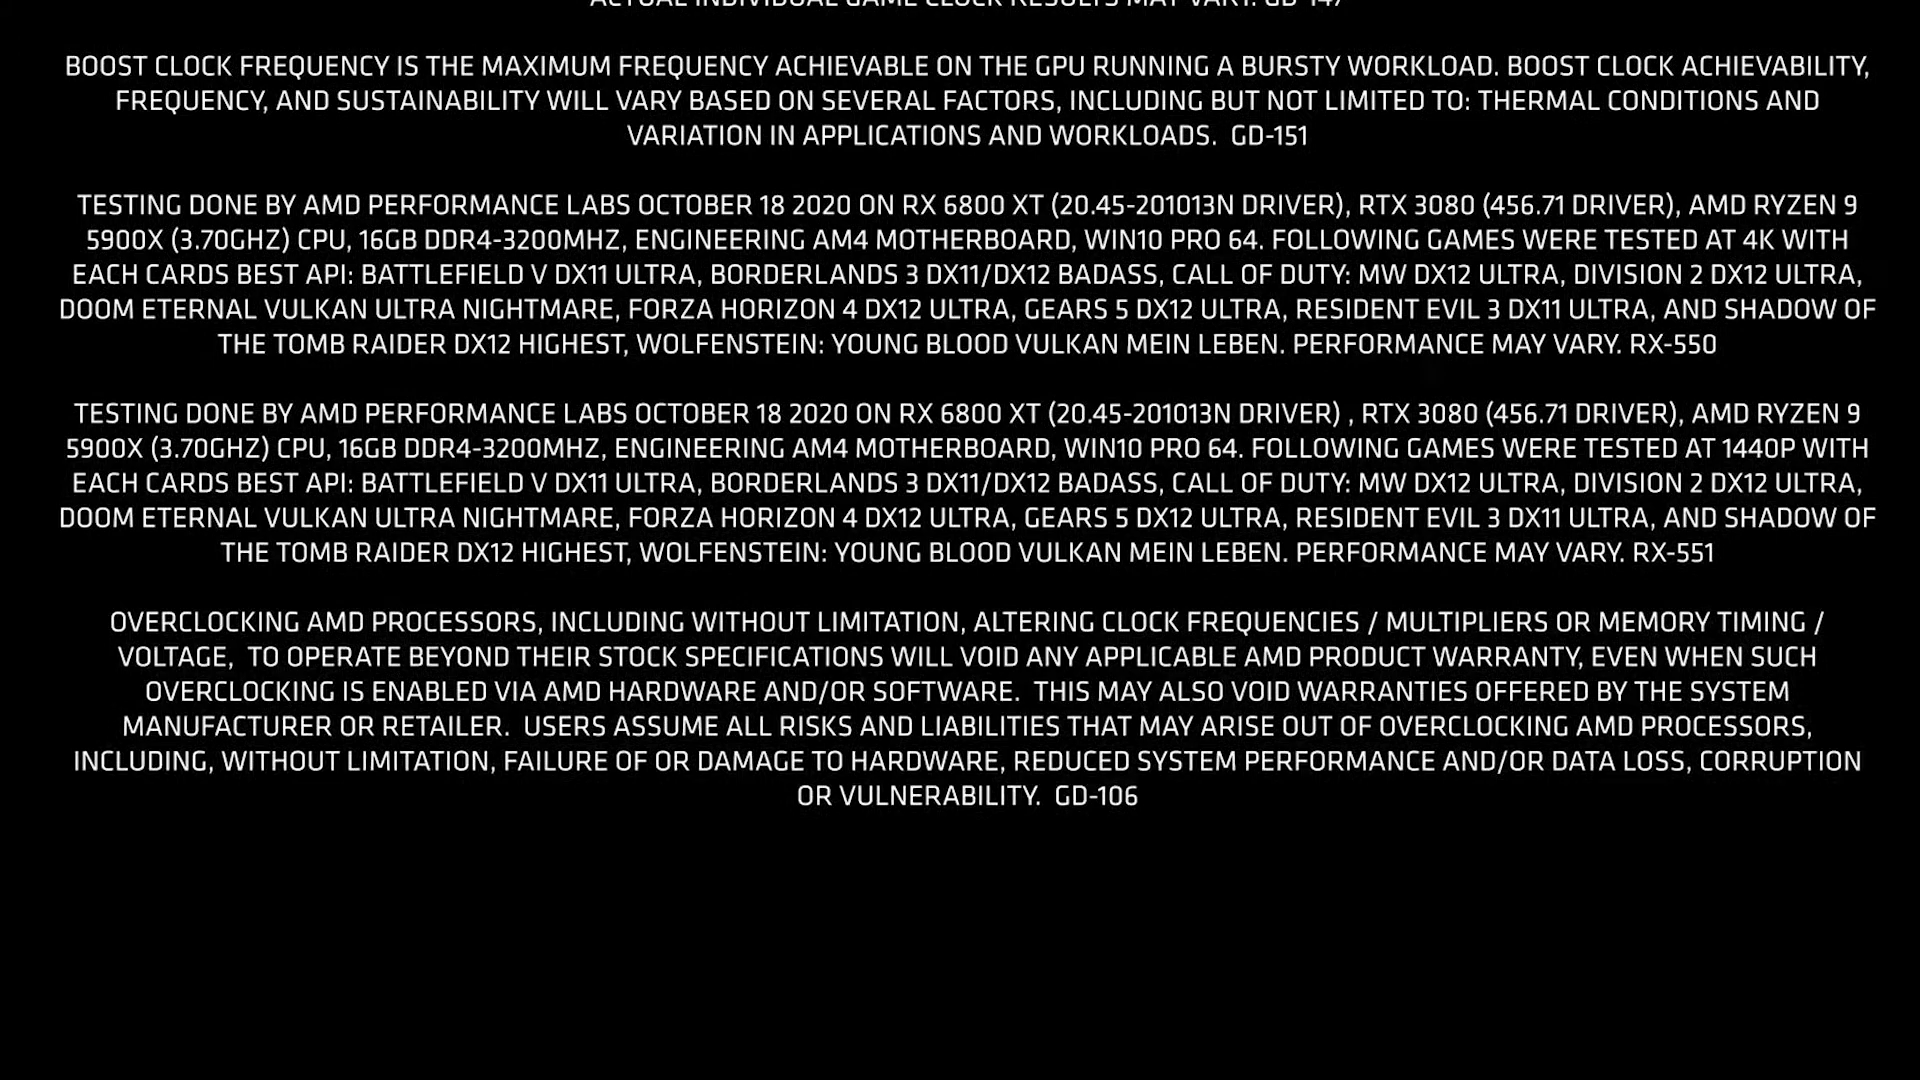 ACTUAL INDIVIDUAL GAME CLOCK RESULTS MAY VARY. GD-147
BOOST CLOCK FREQUENCY IS THE MAXIMUM FREQUENCY ACHIEVABLE ON THE GPU RUNNING A BURSTY WORKLOAD. BOOST CLOCK ACHIEVABILITY,
FREQUENCY, AND SUSTAINABILITY WILL VARY BASED ON SEVERAL FACTORS, INCLUDING BUT NOT LIMITED TO: THERMAL CONDITIONS AND
VARIATION IN APPLICATIONS AND WORKLOADS.  GD-151
TESTING DONE BY AMD PERFORMANCE LABS OCTOBER 18 2020 ON RX 6800 XT (20.45-201013N DRIVER), RTX 3080 (456.71 DRIVER), AMD RYZEN 9
5900X (3.70GHZ) CPU, 16GB DDR4-3200MHZ, ENGINEERING AM4 MOTHERBOARD, WIN10 PRO 64. FOLLOWING GAMES WERE TESTED AT 4K WITH
EACH CARDS BEST API: BATTLEFIELD V DX11 ULTRA, BORDERLANDS 3 DX11/DX12 BADASS, CALL OF DUTY: MW DX12 ULTRA, DIVISION 2 DX12 ULTRA,
DOOM ETERNAL VULKAN ULTRA NIGHTMARE, FORZA HORIZON 4 DX12 ULTRA, GEARS 5 DX12 ULTRA, RESIDENT EVIL 3 DX11 ULTRA, AND SHADOW OF
THE TOMB RAIDER DX12 HIGHEST, WOLFENSTEIN: YOUNG BLOOD VULKAN MEIN LEBEN. PERFORMANCE MAY VARY. RX-550
TESTING DONE BY AMD PERFORMANCE LABS OCTOBER 18 2020 ON RX 6800 XT (20.45-201013N DRIVER) , RTX 3080 (456.71 DRIVER), AMD RYZEN 9
5900X (3.70GHZ) CPU, 16GB DDR4-3200MHZ, ENGINEERING AM4 MOTHERBOARD, WIN10 PRO 64. FOLLOWING GAMES WERE TESTED AT 1440P WITH
EACH CARDS BEST API: BATTLEFIELD V DX11 ULTRA, BORDERLANDS 3 DX11/DX12 BADASS, CALL OF DUTY: MW DX12 ULTRA, DIVISION 2 DX12 ULTRA,
DOOM ETERNAL VULKAN ULTRA NIGHTMARE, FORZA HORIZON 4 DX12 ULTRA, GEARS 5 DX12 ULTRA, RESIDENT EVIL 3 DX11 ULTRA, AND SHADOW OF
THE TOMB RAIDER DX12 HIGHEST, WOLFENSTEIN: YOUNG BLOOD VULKAN MEIN LEBEN. PERFORMANCE MAY VARY. RX-551
OVERCLOCKING AMD PROCESSORS, INCLUDING WITHOUT LIMITATION, ALTERING CLOCK FREQUENCIES / MULTIPLIERS OR MEMORY TIMING /
VOLTAGE,  TO OPERATE BEYOND THEIR STOCK SPECIFICATIONS WILL VOID ANY APPLICABLE AMD PRODUCT WARRANTY, EVEN WHEN SUCH
OVERCLOCKING IS ENABLED VIA AMD HARDWARE AND/OR SOFTWARE.  THIS MAY ALSO VOID WARRANTIES OFFERED BY THE SYSTEM
MANUFACTURER OR RETAILER.  USERS ASSUME ALL RISKS AND LIABILITIES THAT MAY ARISE OUT OF OVERCLOCKING AMD PROCESSORS,
INCLUDING, WITHOUT LIMITATION, FAILURE OF OR DAMAGE TO HARDWARE, REDUCED SYSTEM PERFORMANCE AND/OR DATA LOSS, CORRUPTION
OR VULNERABILITY.  GD-106